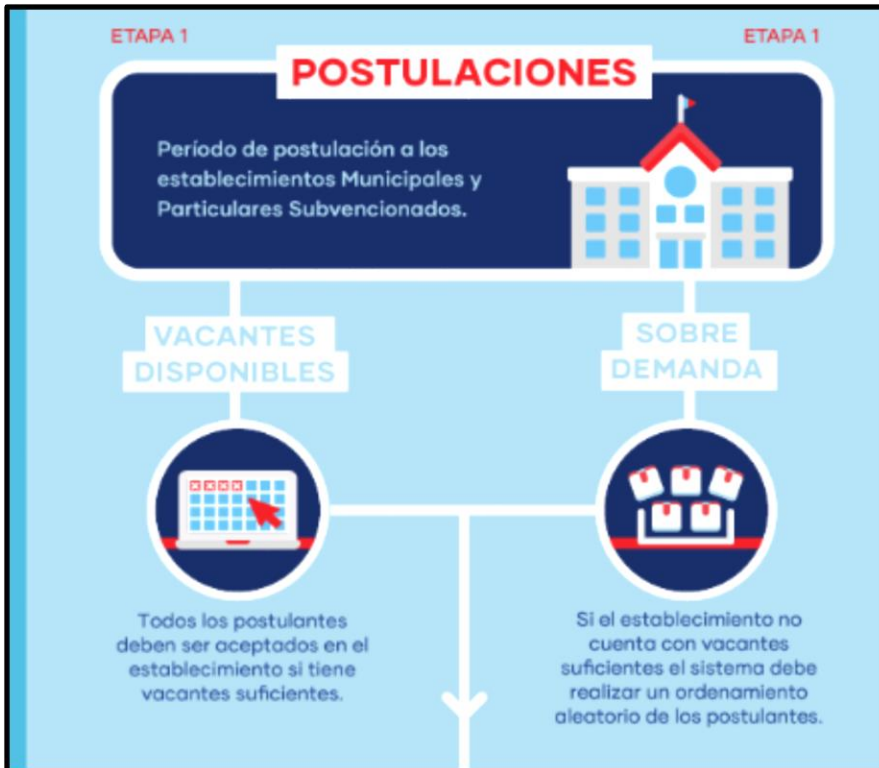 ETAPA 1
ETAPA 1
POSTULACIONES
Período de postulación a los
establecimientos Municipales y
Particulares Subvencionados.
VACANTES
DISPONIBLES
Todos los postulantes
deben ser aceptados en el
establecimiento si tiene
vacantes suficientes.
SOBRE
DEMANDA
Si el establecimiento no
cuenta con vacantes
suficientes el sistema debe
realizar un ordenamiento
aleatorio de los postulantes.